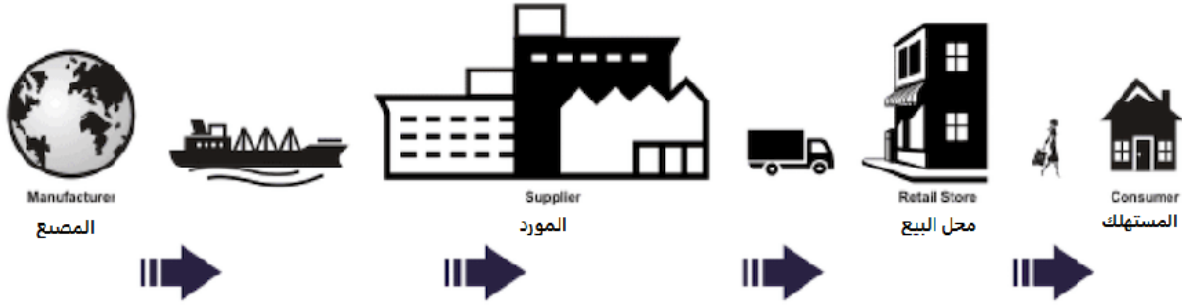 Manufacturer
المصنع
Supplier
المورد
Retail Store
محل البيع
Consumer
المستهلك